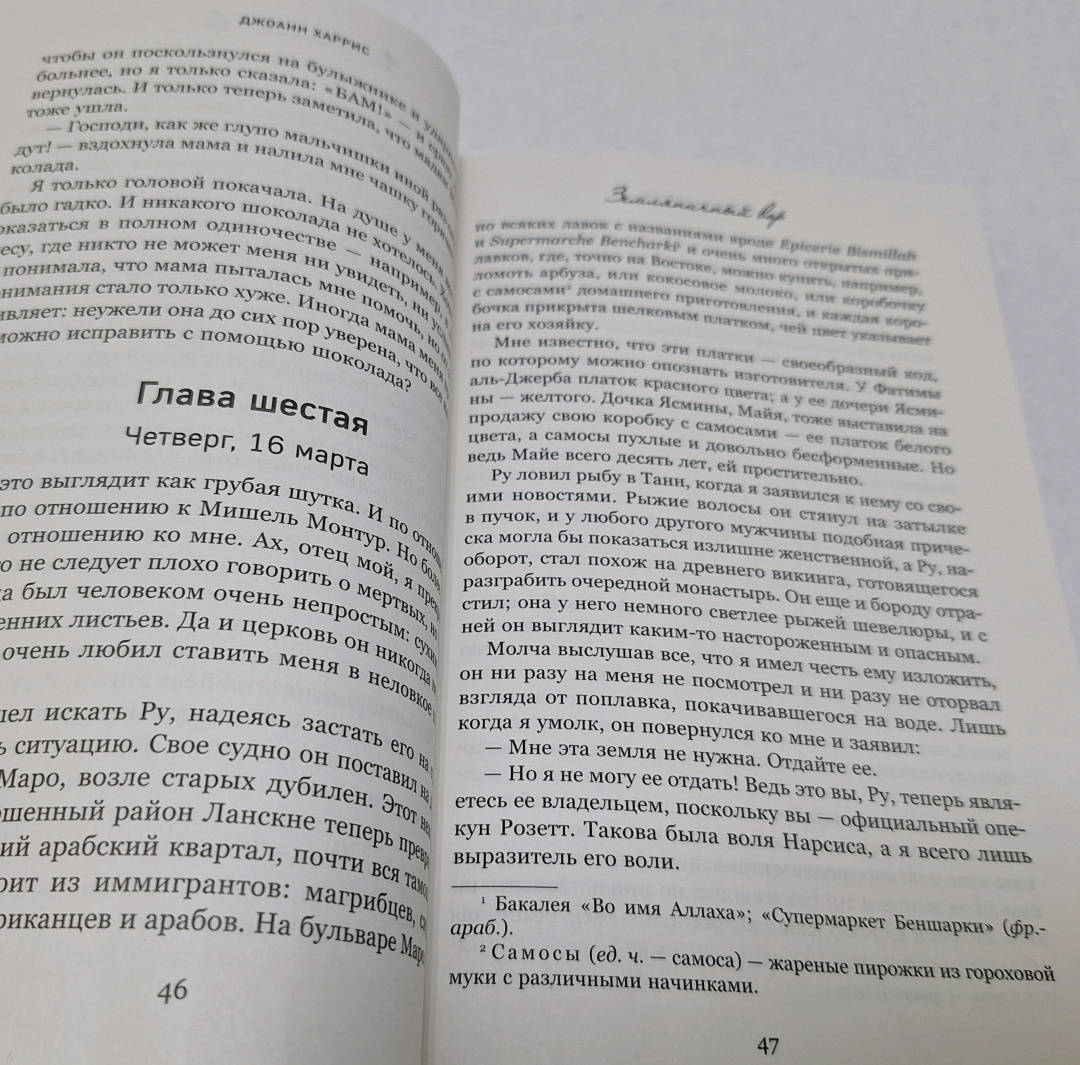 ДЖОАНН ХАРРИС
чтобы он поскользнулся на булыжнике и
больнее, но я только сказала: «БАМ!» — и
вернулась. И только теперь заметила, что
тоже ушла.
— Господи, как же глупо мальчишки иной раз
дут! — вздохнула мама и налила мне чашку
колада.
Я только головой покачала. На душе у меня
было гадко. И никакого шоколада не хотелось.
оказаться в полном одиночестве — например, в
есу, где никто не может меня ни увидеть, ни
понимала, что мама пыталась мне помочь, но от
онимания стало только хуже. Иногда мама меня
ивляет: неужели она до сих пор уверена, что все
можно исправить с помощью шоколада?
Глава шестая
Четверг, 16 марта
это выглядит как грубая шутка. И по
по отношению к Мишель Монтур. Но
отношению ко мне. Ах, отец мой, я
о не следует плохо говорить о мертвых,
да был человеком очень непростым:
енних листьев. Да и церковь он никогда
очень любил ставить меня в неловкое
ел искать Ру, надеясь застать его на
ь ситуацию. Свое судно он поставил на
Маро, возле старых дубилен. Этот
ошенный район Ланскне теперь
ий арабский квартал, почти вся
оит из иммигрантов: магрибцев,
риканцев и арабов. На бульваре Маро
46
Земляничный вор
но всяких лавок с названиями вроде Epicerie Bismillah
и Supermarche Bencharki¹ и очень много открытых при-
лавков, где, точно на Востоке, можно купить, например,
ломоть арбуза, или кокосовое молоко, или коробочку
с самосами² домашнего приготовления, и каждая коро-
бочка прикрыта шелковым платком, чей цвет указывает
на его хозяйку.
Мне известно, что эти платки — своеобразный код,
по которому можно опознать изготовителя. У Фатимы
аль-Джерба платок красного цвета; а у ее дочери Ясми-
ны — желтого. Дочка Ясмины, Майя, тоже выставила на
продажу свою коробку с самосами — ее платок белого
цвета, а самосы пухлые и довольно бесформенные. Но
ведь Майе всего десять лет, ей простительно.
Ру ловил рыбу в Танн, когда я заявился к нему со сво-
ими новостями. Рыжие волосы он стянул на затылке
в пучок, и у любого другого мужчины подобная приче-
ска могла бы показаться излишне женственной, а Ру, на-
оборот, стал похож на древнего викинга, готовящегося
разграбить очередной монастырь. Он еще и бороду отра-
стил; она у него немного светлее рыжей шевелюры, и с
ней он выглядит каким-то настороженным и опасным.
Молча выслушав все, что я имел честь ему изложить,
он ни разу на меня не посмотрел и ни разу не оторвал
взгляда от поплавка, покачивавшегося на воде. Лишь
когда я умолк, он повернулся ко мне и заявил:
— Мне эта земля не нужна. Отдайте ее.
— Но я не могу ее отдать! Ведь это вы, Ру, теперь явля-
етесь ее владельцем, поскольку вы — официальный опе-
кун Розетт. Такова была воля Нарсиса, а я всего лишь
выразитель его воли.
¹ Бакалея «Во имя Аллаха»; «Супермаркет Беншарки» (фр.-
араб.).
² Самосы (ед. ч. — самоса) — жареные пирожки из гороховой
муки с различными начинками.
47